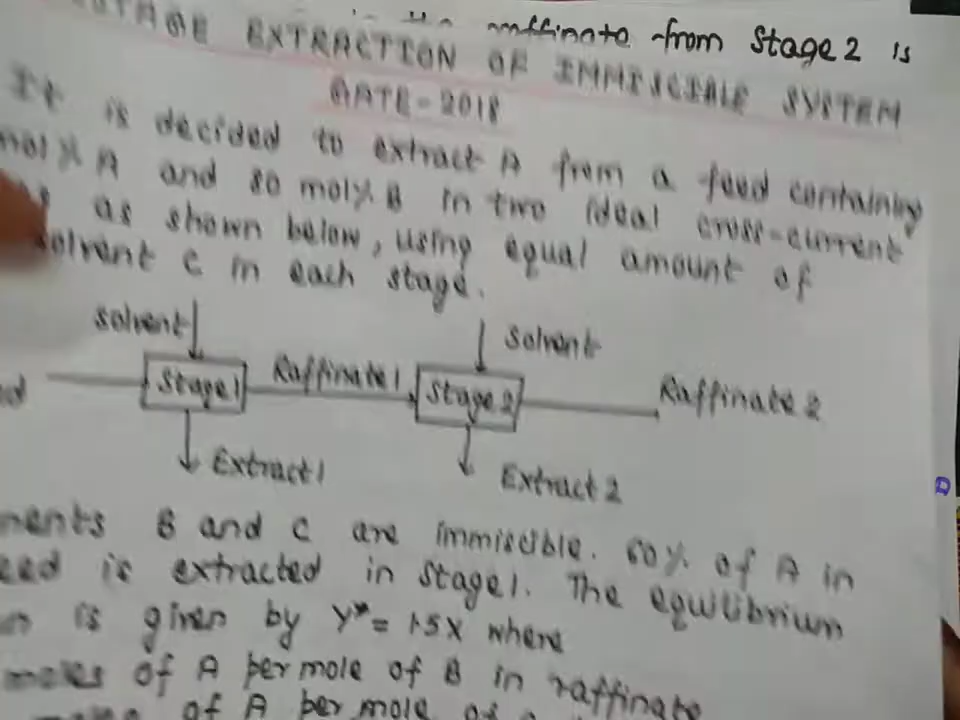 raffinate from Stage 2 is
EXTRACTION OF IMMISCIBLE SYSTEM
GATE-2018
It is decided to extract A from a feed containing
mol% A and 80 mol% B in two ideal cross-current
as shown below, using equal amount of
solvent C in each stage.
solvent
Solvent
Stage 1
Raffinate 1
Stage 2
Raffinate 2
Extract 1
Extract 2
B and C are immiscible. 60% of A in
is extracted in Stage 1. The equilibrium
is given by Y* = 1.5X where
moles of A per mole of B in raffinate
of A per mole of